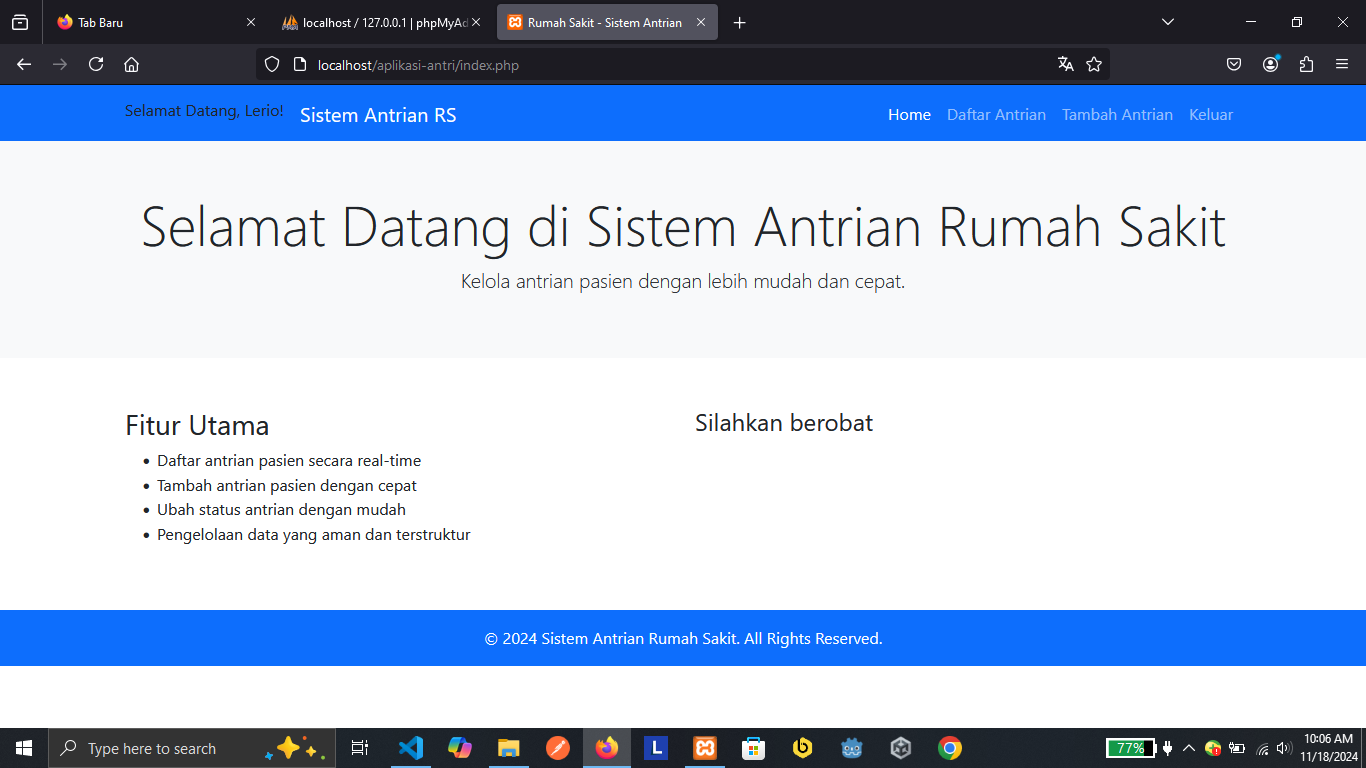 Tab Baru
localhost / 127.0.0.1 | phpMyAd
Rumah Sakit - Sistem Antrian
localhost/aplikasi-antri/index.php
Selamat Datang, Lerio!
Sistem Antrian RS
Home
Daftar Antrian
Tambah Antrian
Keluar
Selamat Datang di Sistem Antrian Rumah Sakit
Kelola antrian pasien dengan lebih mudah dan cepat.
Fitur Utama
• Daftar antrian pasien secara real-time
• Tambah antrian pasien dengan cepat
• Ubah status antrian dengan mudah
• Pengelolaan data yang aman dan terstruktur
Silahkan berobat
© 2024 Sistem Antrian Rumah Sakit. All Rights Reserved.
Type here to search
L
77%
10:06 AM
11/18/2024